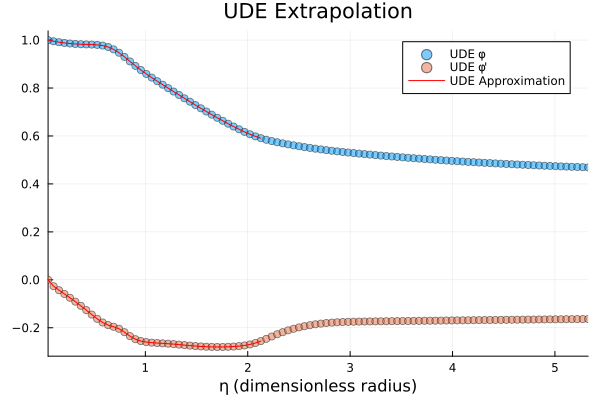 UDE Extrapolation
UDE φ
UDE φ'
UDE Approximation
1.0
0.8
0.6
0.4
0.2
0.0
−0.2
1 2 3 4 5
η (dimensionless radius)